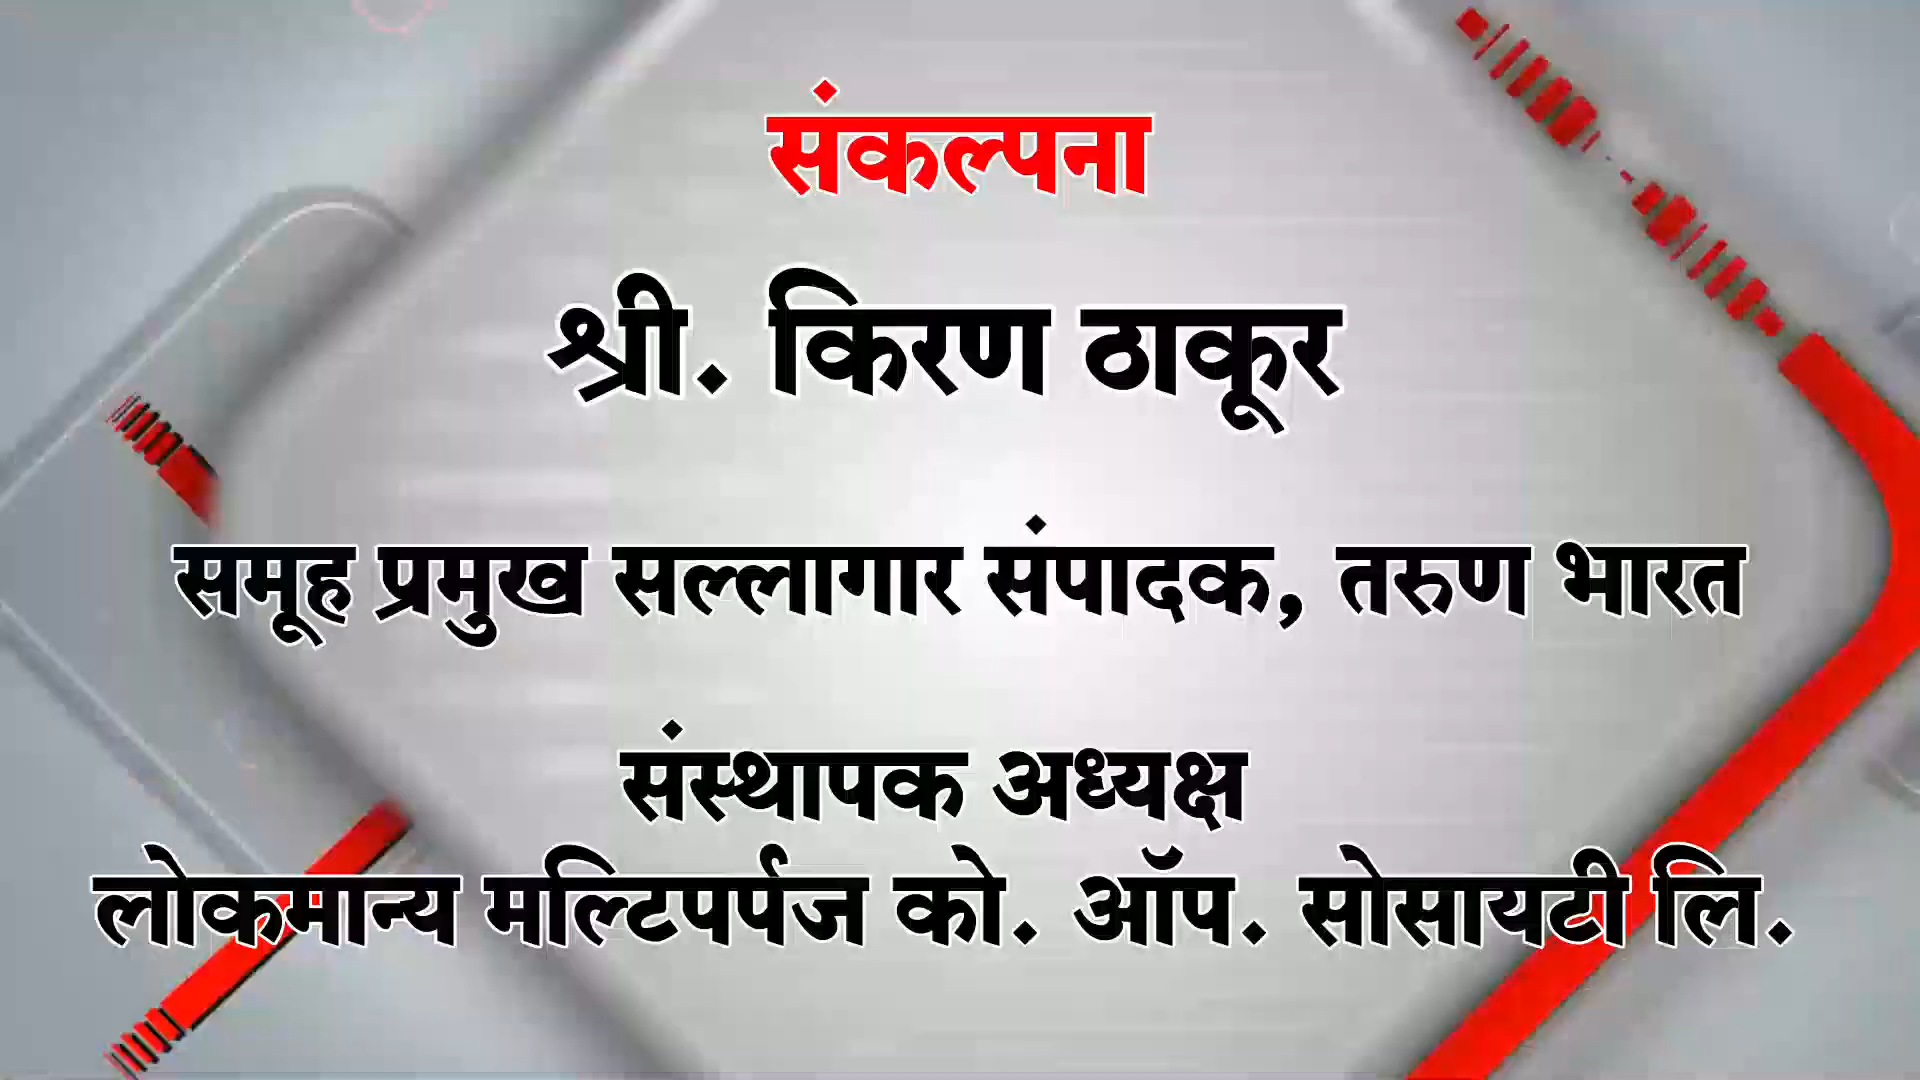 संकल्पना
श्री. किरण ठाकूर
समूह प्रमुख सल्लागार संपादक, तरुण भारत
संस्थापक अध्यक्ष
लोकमान्य मल्टिपर्पज को. ऑप. सोसायटी लि.